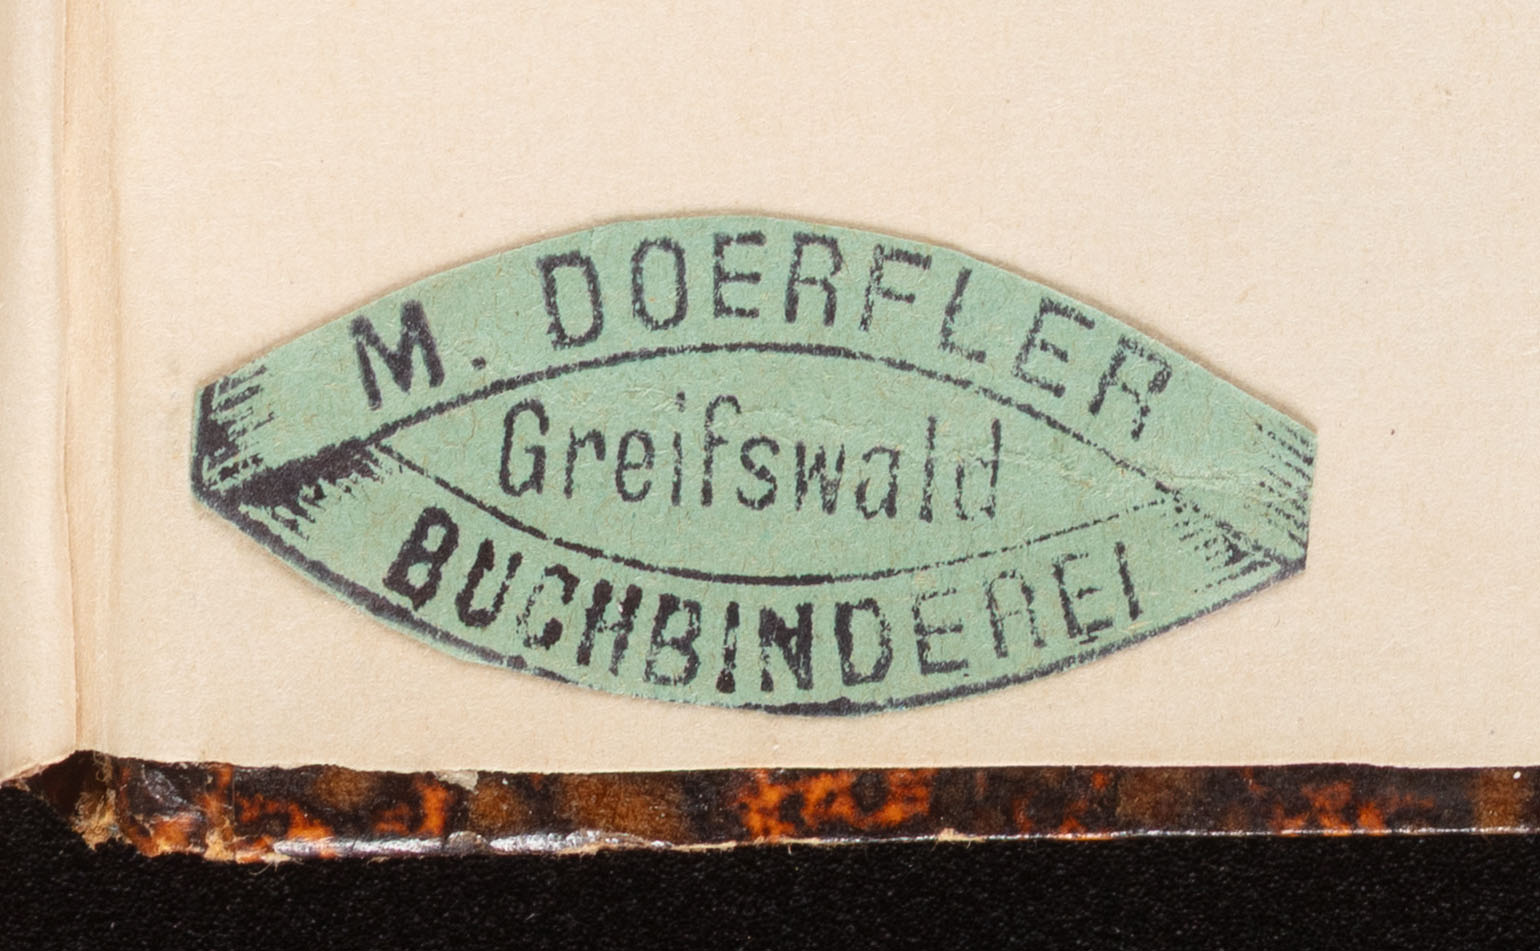 M. DOERFLER
Greifswald
BUCHBINDEREI